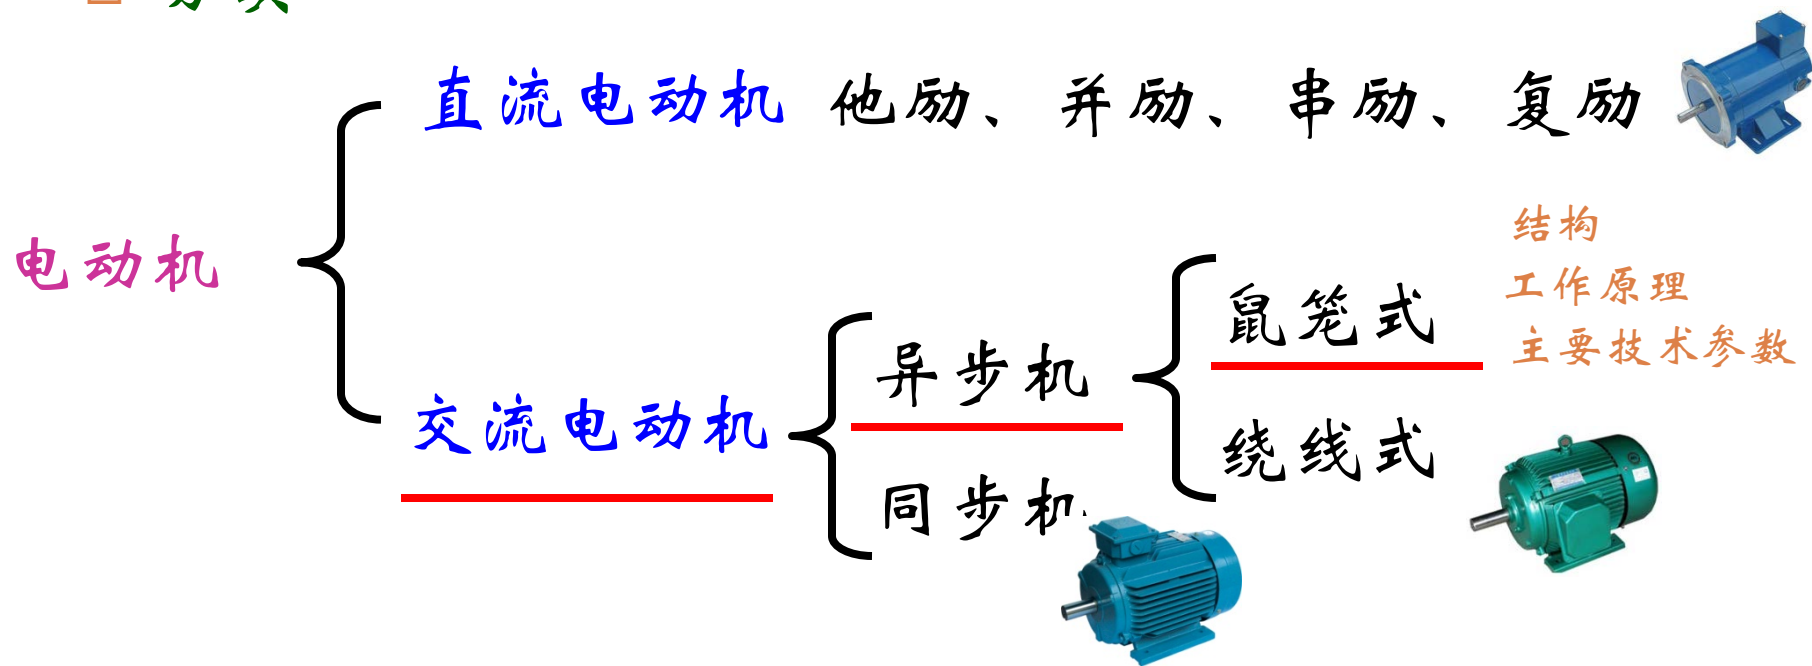 电动机
直流电动机 他励、并励、串励、复励
交流电动机
异步机
同步机
鼠笼式
绕线式
结构
工作原理
主要技术参数